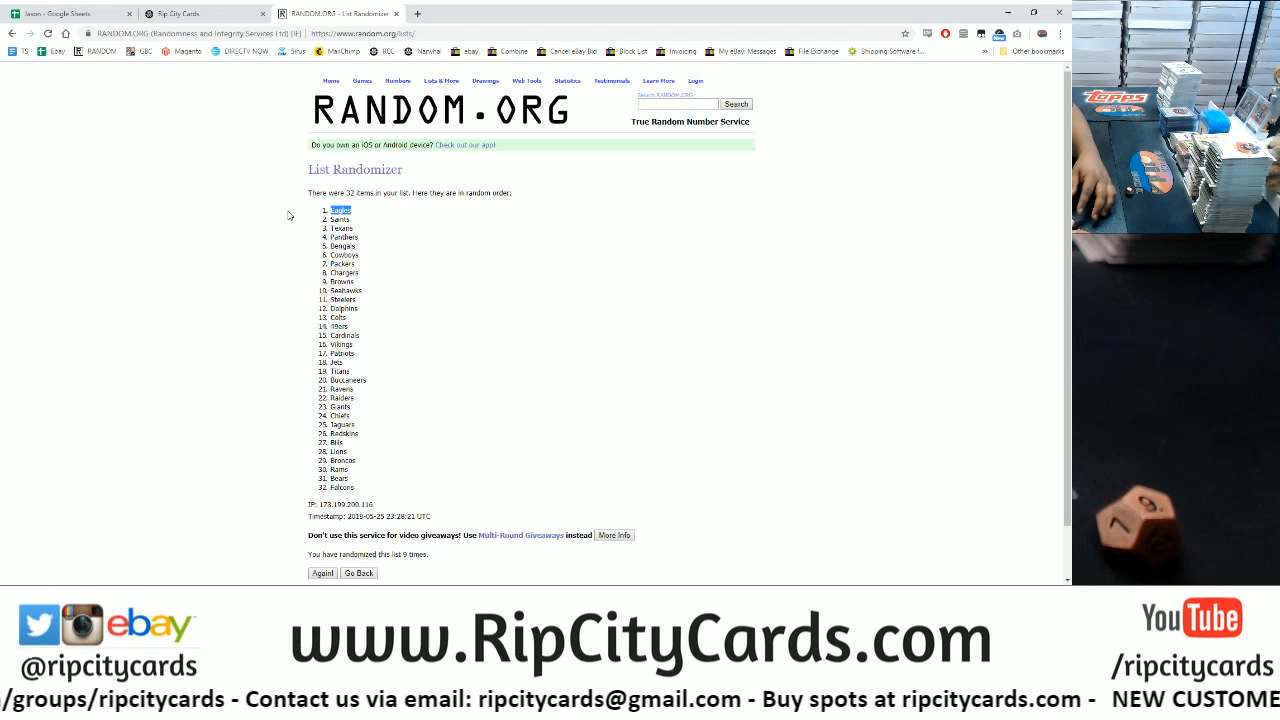 Jason - Google Sheets
Rip City Cards
RANDOM.ORG - List Randomizer
RANDOM.ORG (Randomness and Integrity Services Ltd) [IE] | https://www.random.org/lists/
TS Ebay RANDOM GBC Magento DIRECTV NOW Sirius MailChimp RCC Narwhal ebay Combine Cancel eBay Bid Block List Invoicing My eBay: Messages File Exchange Shipping Software f... » Other bookmarks
Home Games Numbers Lists & More Drawings Web Tools Statistics Testimonials Learn More Login
RANDOM.ORG
Search RANDOM.ORG
Search
True Random Number Service
Do you own an iOS or Android device? Check out our app!
List Randomizer
There were 32 items in your list. Here they are in random order:
1. Eagles
2. Saints
3. Texans
4. Panthers
5. Bengals
6. Cowboys
7. Packers
8. Chargers
9. Browns
10. Seahawks
11. Steelers
12. Dolphins
13. Colts
14. 49ers
15. Cardinals
16. Vikings
17. Patriots
18. Jets
19. Titans
20. Buccaneers
21. Ravens
22. Raiders
23. Giants
24. Chiefs
25. Jaguars
26. Redskins
27. Bills
28. Lions
29. Broncos
30. Rams
31. Bears
32. Falcons
IP: 173.199.200.116
Timestamp: 2019-05-25 23:28:21 UTC
Don't use this service for video giveaways! Use Multi-Round Giveaways instead More Info
You have randomized this list 9 times.
Again! Go Back
Topps
9
7
ebay
@ripcitycards
www.RipCityCards.com
YouTube
/ripcitycards
/groups/ripcitycards - Contact us via email: ripcitycards@gmail.com - Buy spots at ripcitycards.com - NEW CUSTOME